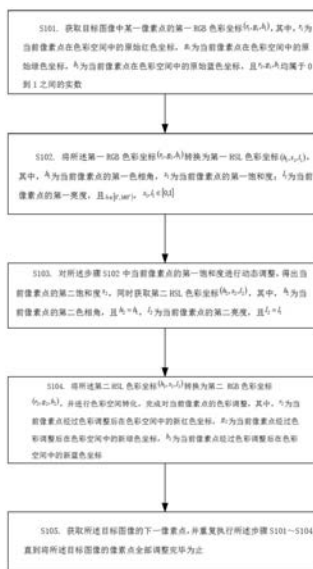 S101. 获取目标图像中某一像素点的第一RGB色彩坐标(r₁,g₁,b₁),其中, r₁为
当前像素点在色彩空间中的原始红色坐标, g₁为当前像素点在色彩空间中的原
始绿色坐标, b₁为当前像素点在色彩空间中的原始蓝色坐标, 且r₁,g₁,b₁均属于0
到1之间的实数
S102. 将所述第一RGB色彩坐标(r₁,g₁,b₁)转换为第一HSL色彩坐标(h₁,s₁,l₁),
其中, h₁为当前像素点的第一色相角, s₁为当前像素点的第一饱和度; l₁为当前
像素点的第一亮度, 且h₁∈[0°,360°], s₁,l₁∈[0,1]
S103. 对所述步骤S102中当前像素点的第一饱和度进行动态调整, 得出当
前像素点的第二饱和度s₂, 同时获取第二HSL色彩坐标(h₂,s₂,l₂), 其中, h₂为
当前像素点的第二色相角, 且h₂=h₁, l₂为当前像素点的第二亮度, 且l₂=l₁
S104. 将所述第二HSL色彩坐标(h₂,s₂,l₂)转换为第二 RGB色彩坐标
(r₂,g₂,b₂), 并进行色彩空间转化, 完成对当前像素点的色彩调整, 其中, r₂为当
前像素点经过色彩调整后在色彩空间中的新红色坐标, g₂为当前像素点经过色
彩调整后在色彩空间中的新绿色坐标, b₂为当前像素点经过色彩调整后在色彩
空间中的新蓝色坐标
S105. 获取所述目标图像的下一像素点, 并重复执行所述步骤S101~S104
直到将所述目标图像的像素点全部调整完毕为止